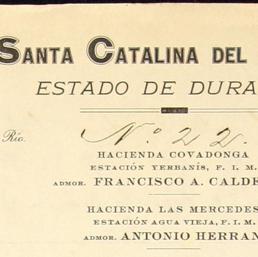 SANTA CATALINA DEL
ESTADO DE DURA
Río.
Nº 22.
HACIENDA COVADONGA
ESTACIÓN YERBANÍS, F. I. M.
ADMOR. FRANCISCO A. CALDE
HACIENDA LAS MERCEDES
ESTACIÓN AGUA VIEJA, F. I. M.
ADMOR. ANTONIO HERRAN